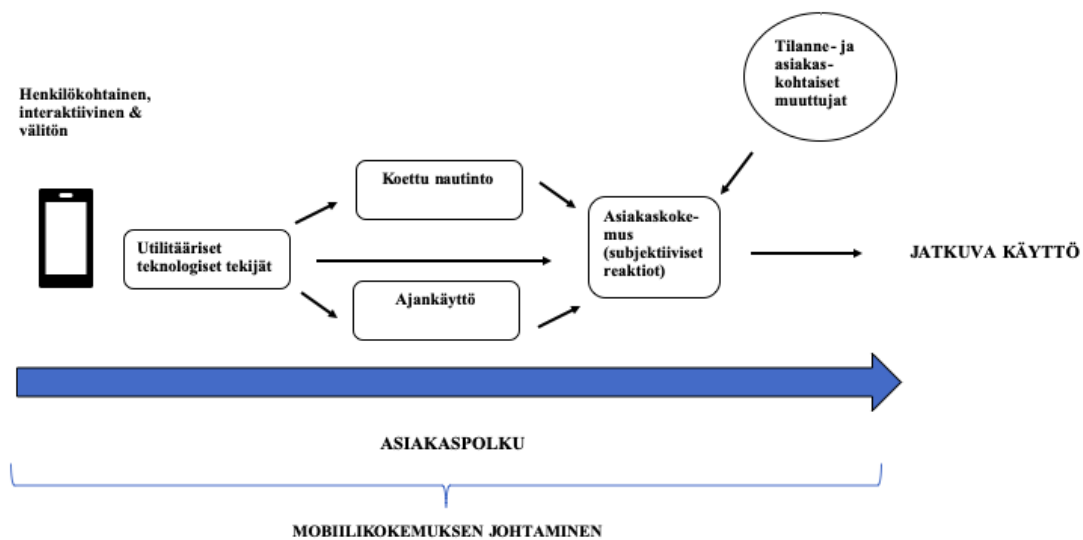 Tilanne- ja
asiakas-
kohtaiset
muuttujat
Henkilökohtainen,
interaktiivinen &
välitön
Koettu nautinto
Utilitääriset
teknologiset tekijät
Asiakaskoke-
mus
(subjektiiviset
reaktiot)
JATKUVA KÄYTTÖ
Ajankäyttö
ASIAKASPOLKU
MOBIILIKOKEMUKSEN JOHTAMINEN